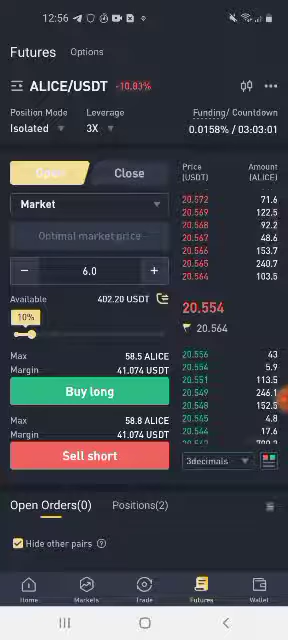 12:56
Futures Options
ALICE/USDT -10.83%
Position Mode Leverage Funding/ Countdown
Isolated 3X 0.0158% / 03:03:01
Open Close
Price Amount
(USDT) (ALICE)
Market
20.572 71.6
20.569 122.5
20.568 92.2
Optimal market price
20.567 48.6
20.566 153.7
20.565 240.7
− 6.0 +
20.564 103.5
Available 402.20 USDT
20.554
10%
20.564
Max 58.5 ALICE
Margin 41.074 USDT
20.556 43
20.554 5.9
20.551 113.5
Buy long
20.549 246.1
20.548 152.5
Max 58.8 ALICE
20.545 4.8
Margin 41.074 USDT
20.544 17.6
Sell short
3decimals
Open Orders(0) Positions(2)
Hide other pairs
Home Markets Trade Futures Wallet